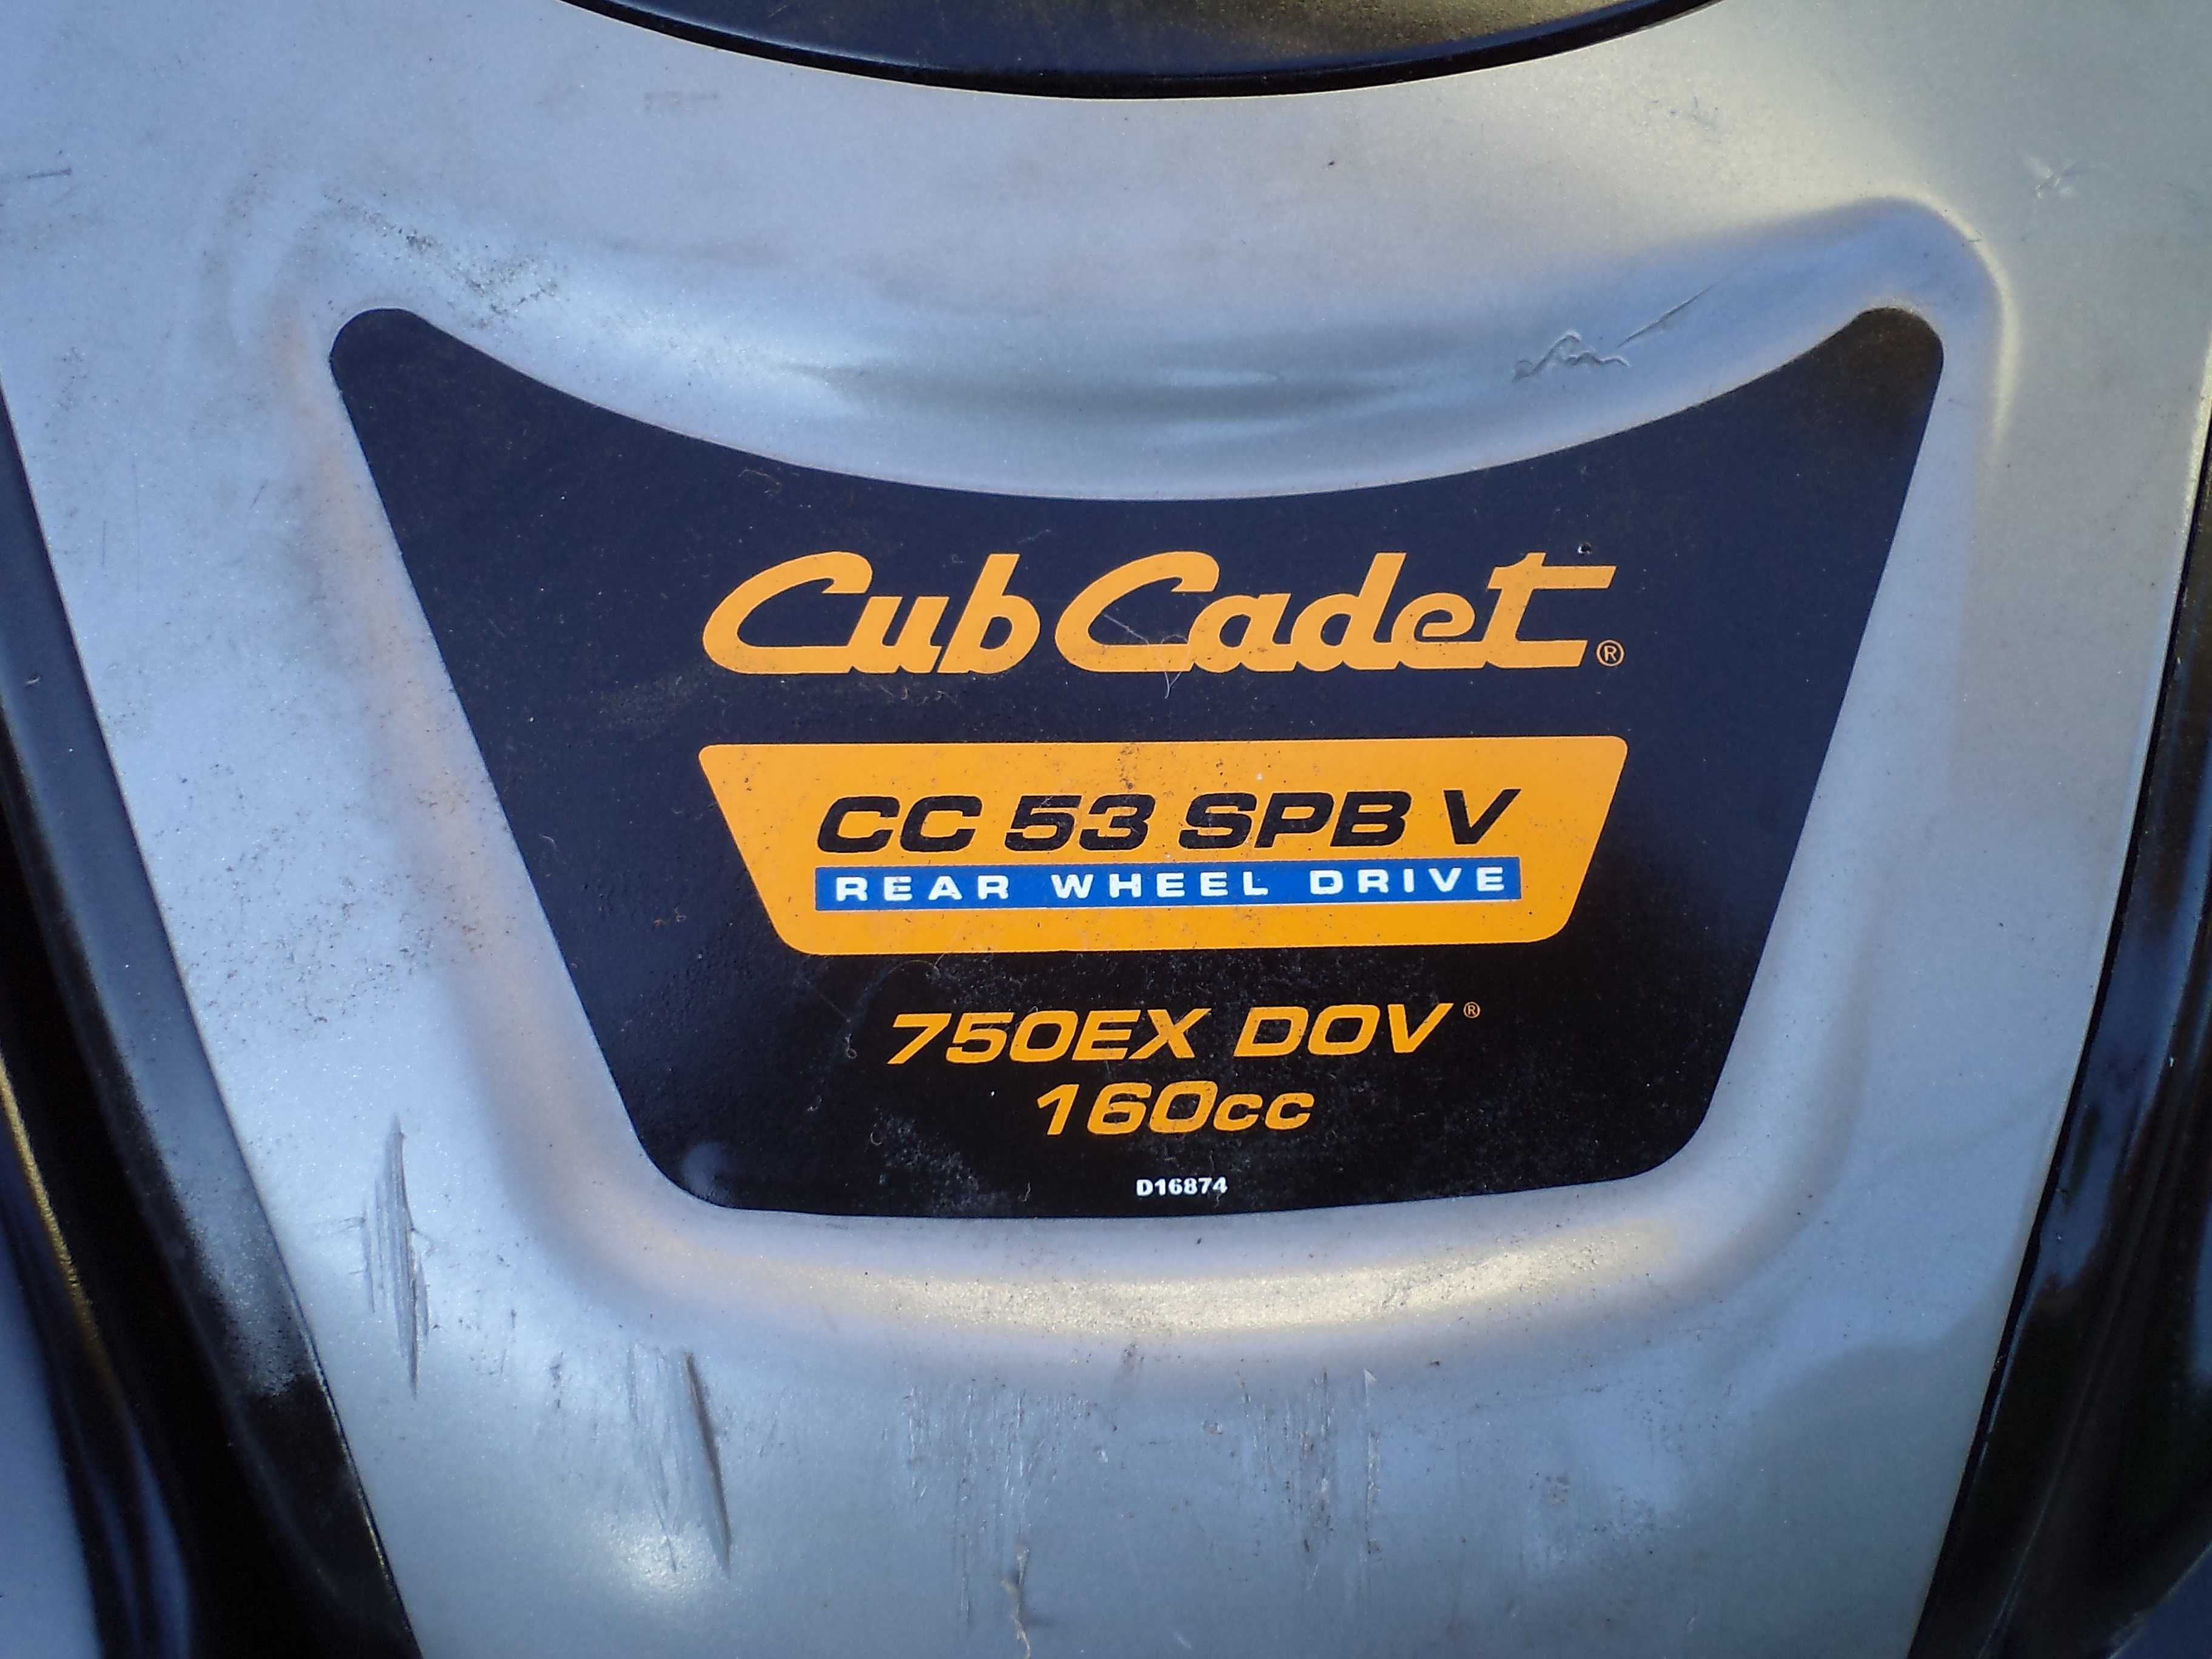 Cub Cadet®
CC 53 SPB V
REAR WHEEL DRIVE
750EX DOV®
160cc
D16874